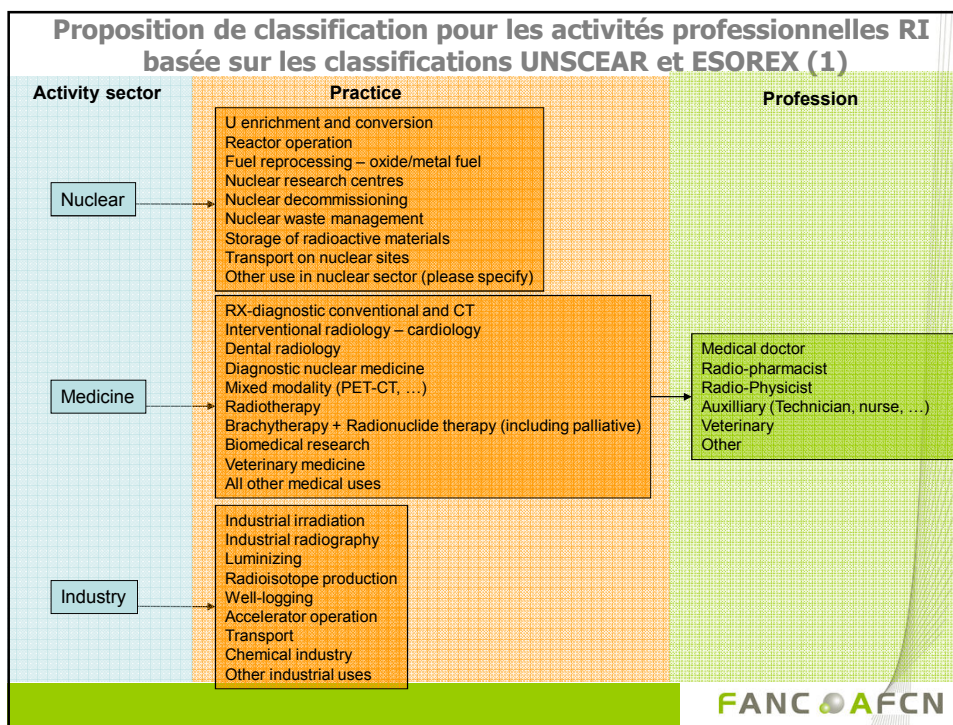 Proposition de classification pour les activités professionnelles RI
basée sur les classifications UNSCEAR et ESOREX (1)
Activity sector
Practice
Profession
Nuclear
U enrichment and conversion
Reactor operation
Fuel reprocessing – oxide/metal fuel
Nuclear research centres
Nuclear decommissioning
Nuclear waste management
Storage of radioactive materials
Transport on nuclear sites
Other use in nuclear sector (please specify)
Medicine
RX-diagnostic conventional and CT
Interventional radiology – cardiology
Dental radiology
Diagnostic nuclear medicine
Mixed modality (PET-CT, …)
Radiotherapy
Brachytherapy + Radionuclide therapy (including palliative)
Biomedical research
Veterinary medicine
All other medical uses
Medical doctor
Radio-pharmacist
Radio-Physicist
Auxilliary (Technician, nurse, …)
Veterinary
Other
Industry
Industrial irradiation
Industrial radiography
Luminizing
Radioisotope production
Well-logging
Accelerator operation
Transport
Chemical industry
Other industrial uses
FANC AFCN